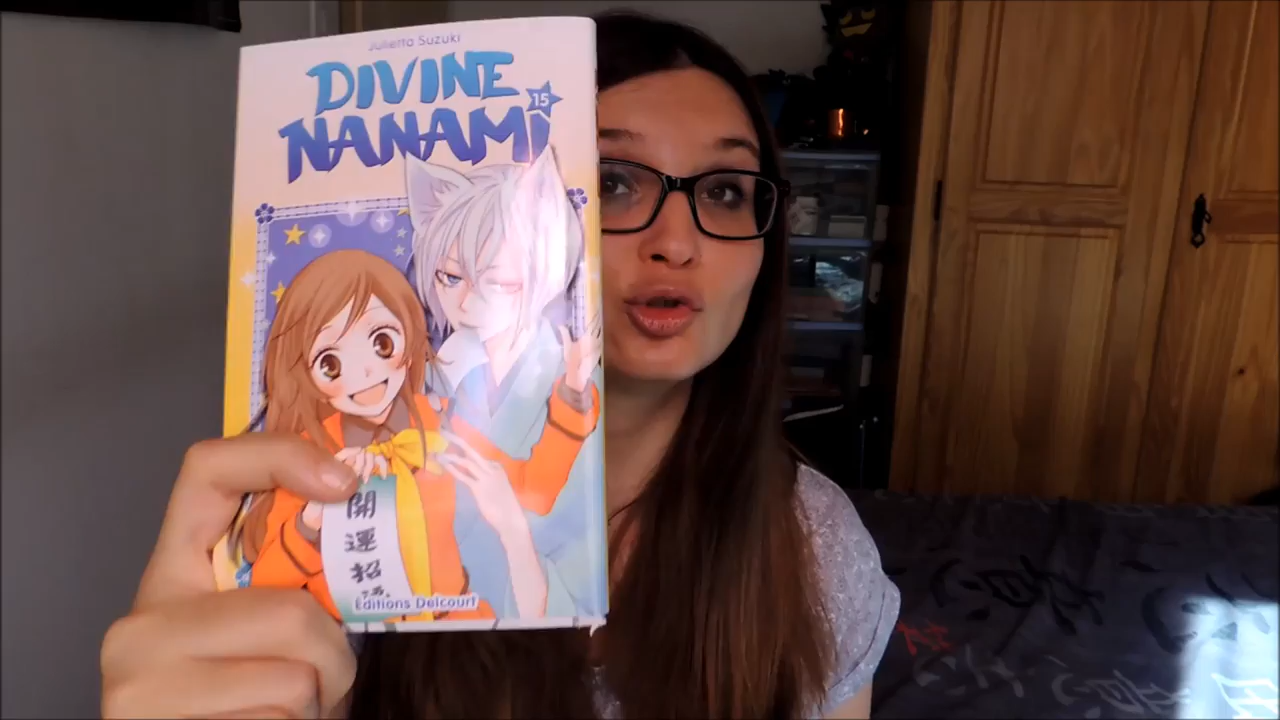 Julietta Suzuki
DIVINE
NANAMI
15
開
運
招
Editions Delcourt